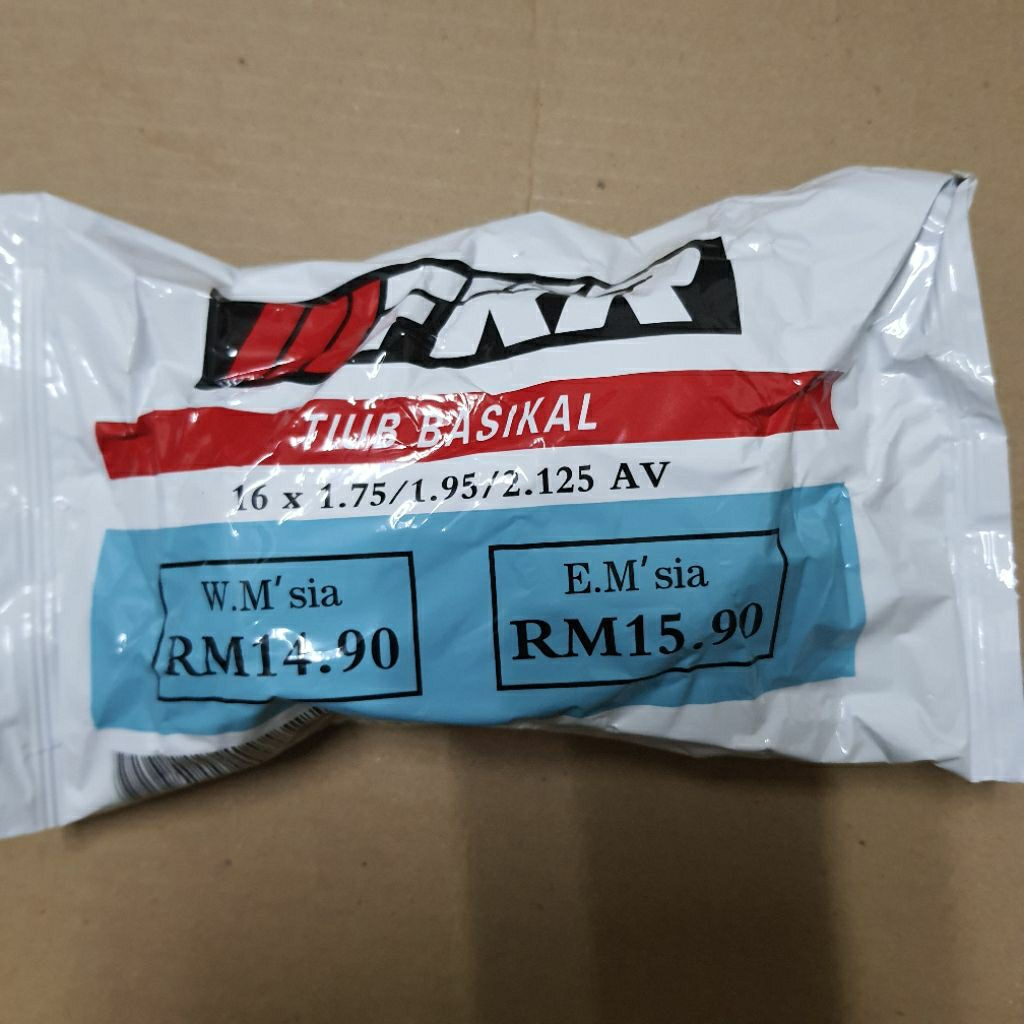 TIUB BASIKAL
16 x 1.75/1.95/2.125 AV
W.M'sia
RM14.90
E.M'sia
RM15.90